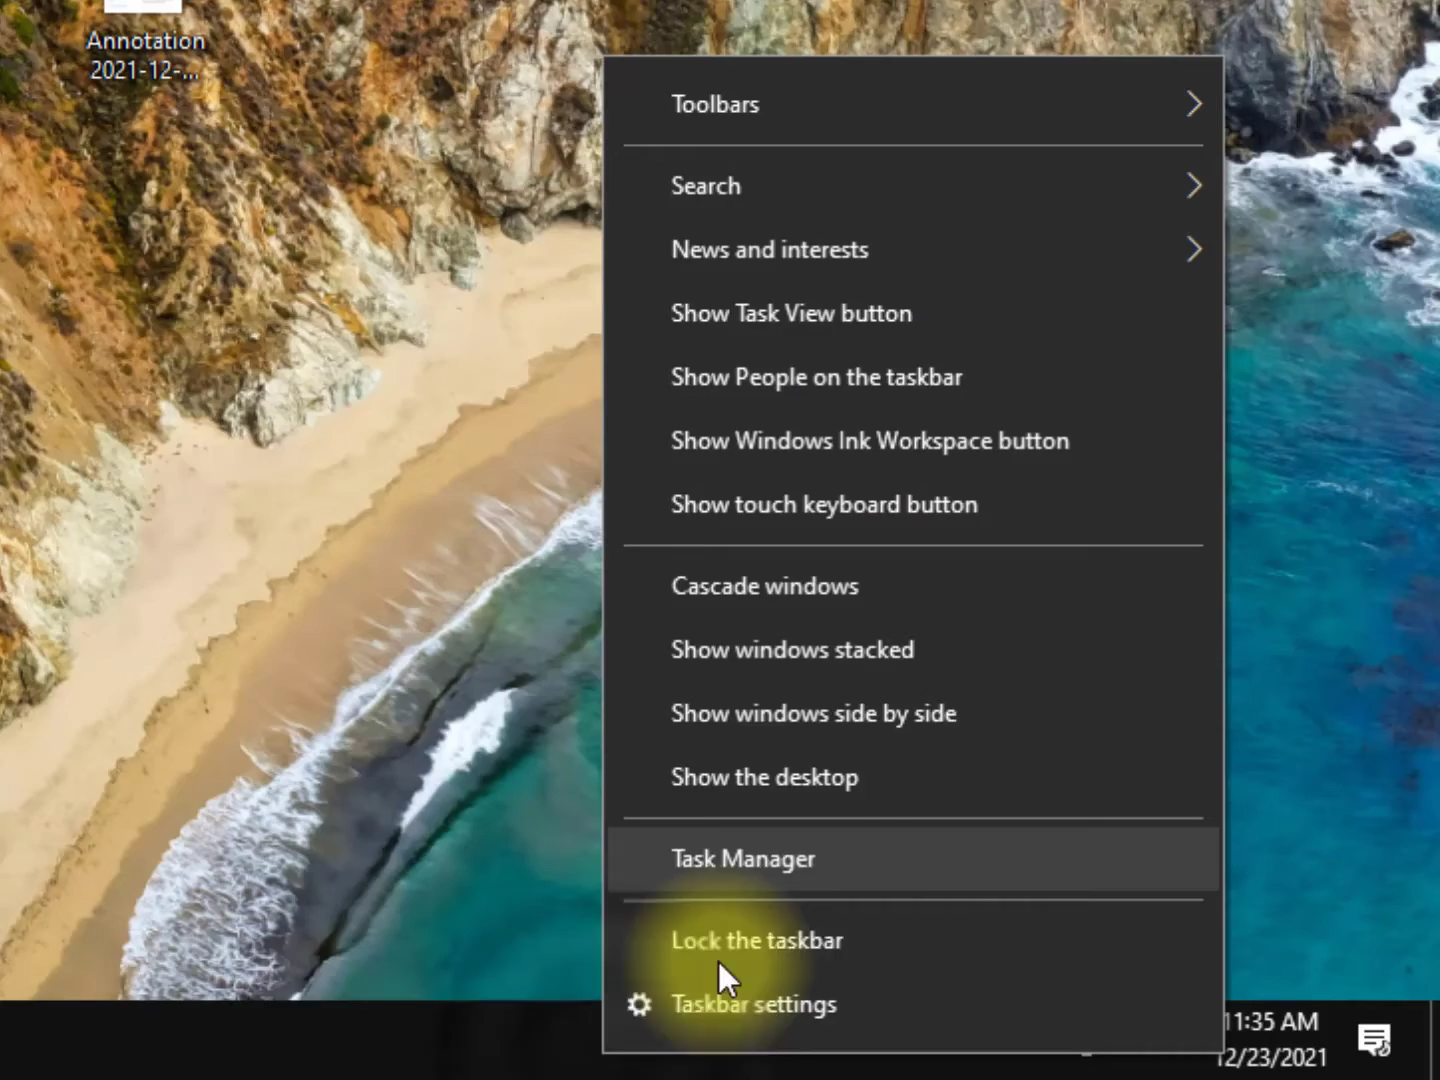 Annotation
2021-12-...
Toolbars
Search
News and interests
Show Task View button
Show People on the taskbar
Show Windows Ink Workspace button
Show touch keyboard button
Cascade windows
Show windows stacked
Show windows side by side
Show the desktop
Task Manager
Lock the taskbar
Taskbar settings
11:35 AM
12/23/2021